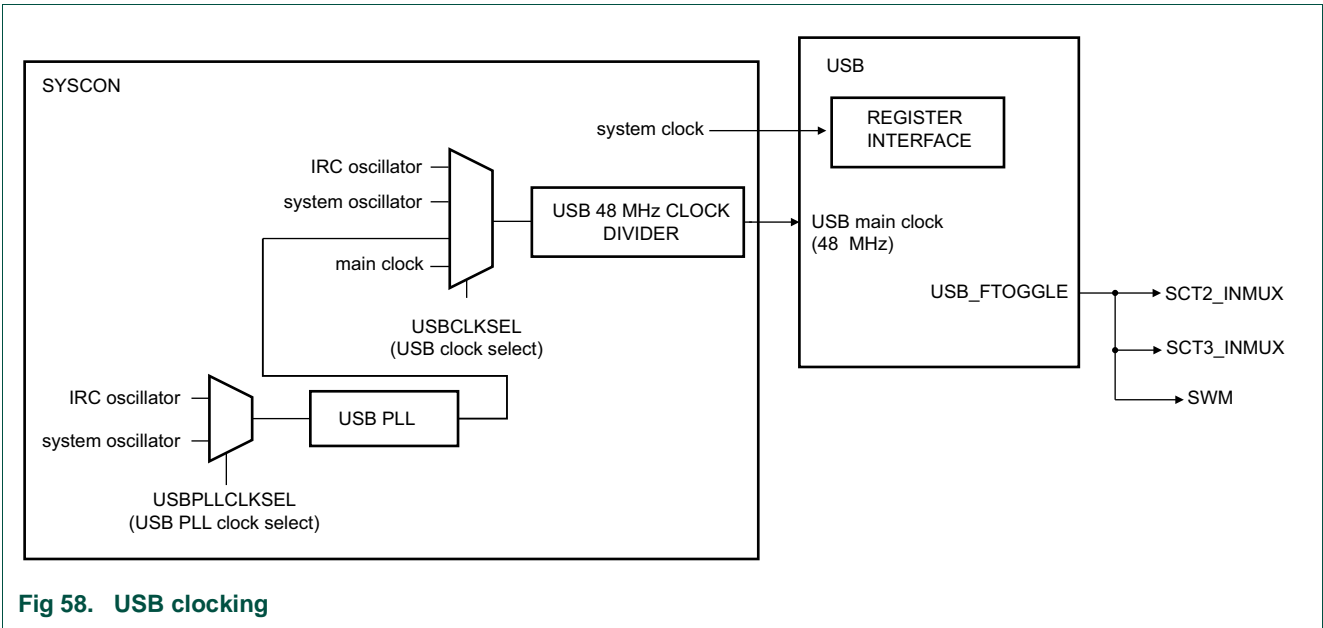 SYSCON
USB
REGISTER
INTERFACE
system clock
IRC oscillator
system oscillator
main clock
USB 48 MHz CLOCK
DIVIDER
USB main clock
(48 MHz)
USBCLKSEL
(USB clock select)
USB_FTOGGLE
SCT2_INMUX
SCT3_INMUX
SWM
IRC oscillator
system oscillator
USB PLL
USBPLLCLKSEL
(USB PLL clock select)
Fig 58. USB clocking